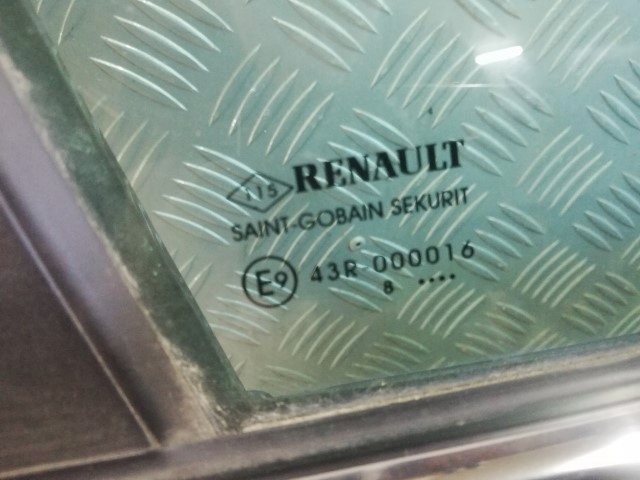 115 RENAULT
SAINT-GOBAIN SEKURIT
E9 43R-000016
8 ....